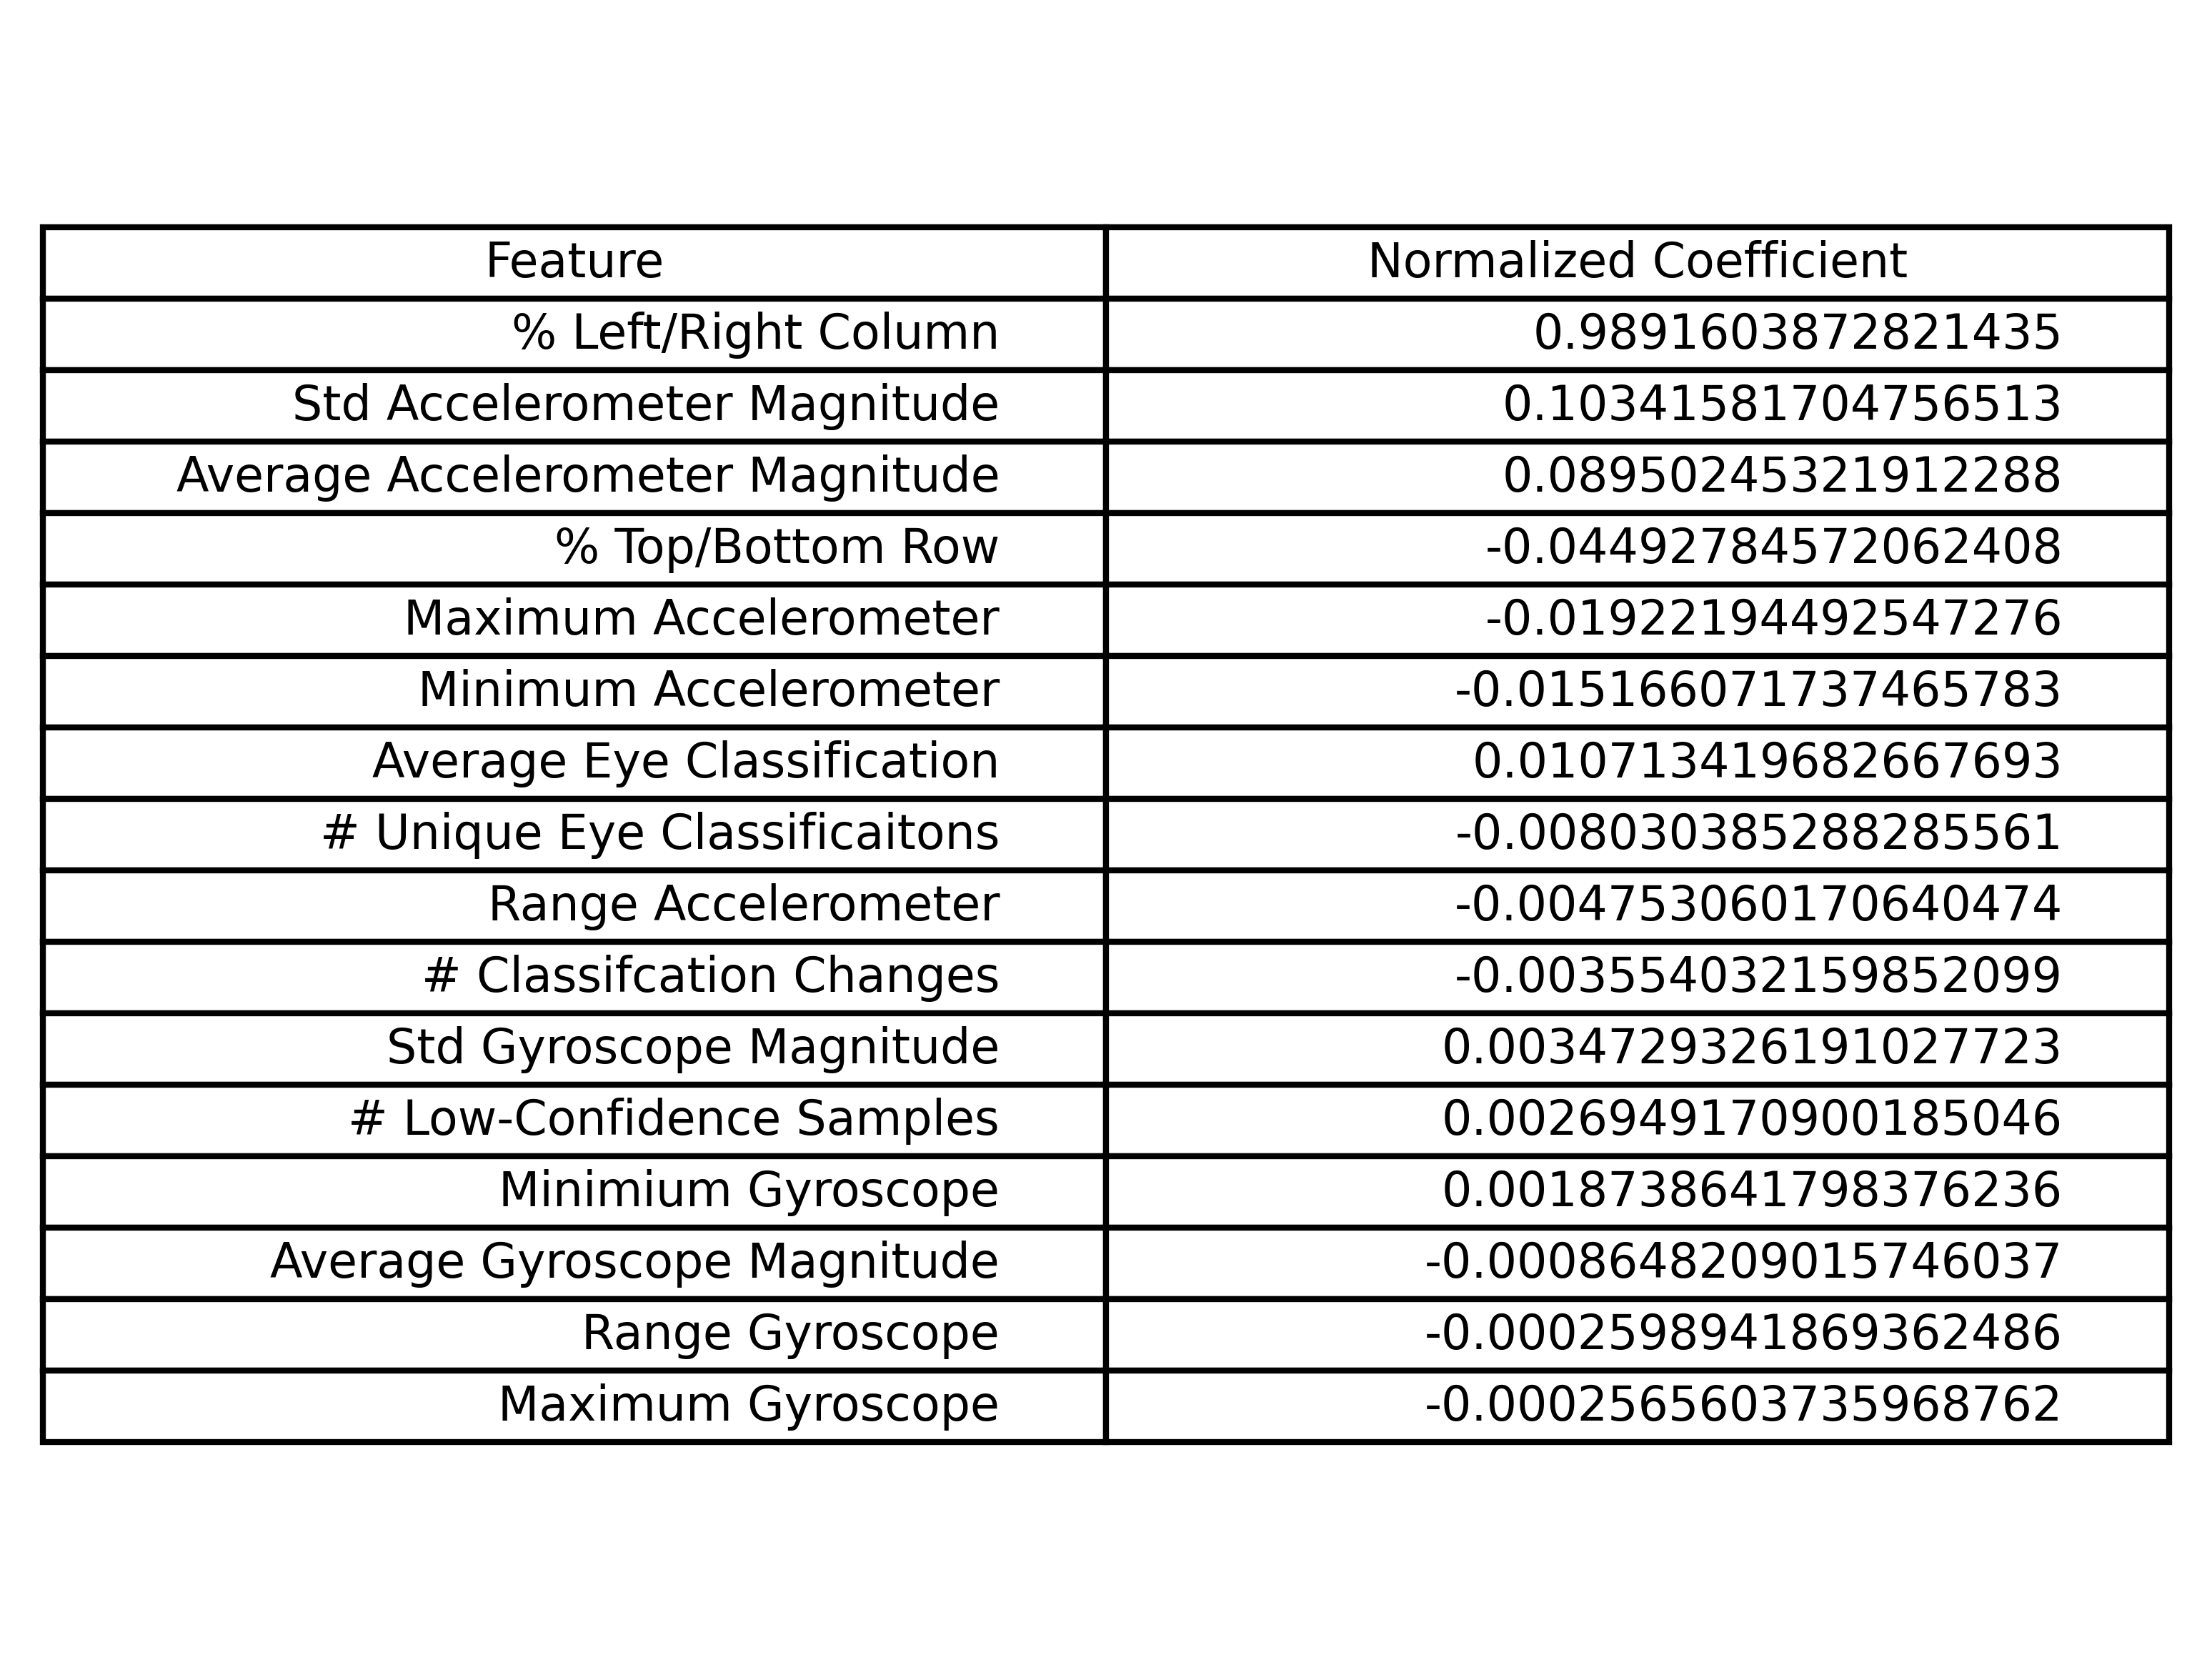 Feature Normalized Coefficient
% Left/Right Column 0.9891603872821435
Std Accelerometer Magnitude 0.10341581704756513
Average Accelerometer Magnitude 0.08950245321912288
% Top/Bottom Row -0.04492784572062408
Maximum Accelerometer -0.01922194492547276
Minimum Accelerometer -0.015166071737465783
Average Eye Classification 0.010713419682667693
# Unique Eye Classificaitons -0.008030385288285561
Range Accelerometer -0.004753060170640474
# Classifcation Changes -0.003554032159852099
Std Gyroscope Magnitude 0.0034729326191027723
# Low-Confidence Samples 0.0026949170900185046
Minimium Gyroscope 0.0018738641798376236
Average Gyroscope Magnitude -0.0008648209015746037
Range Gyroscope -0.0002598941869362486
Maximum Gyroscope -0.0002565603735968762